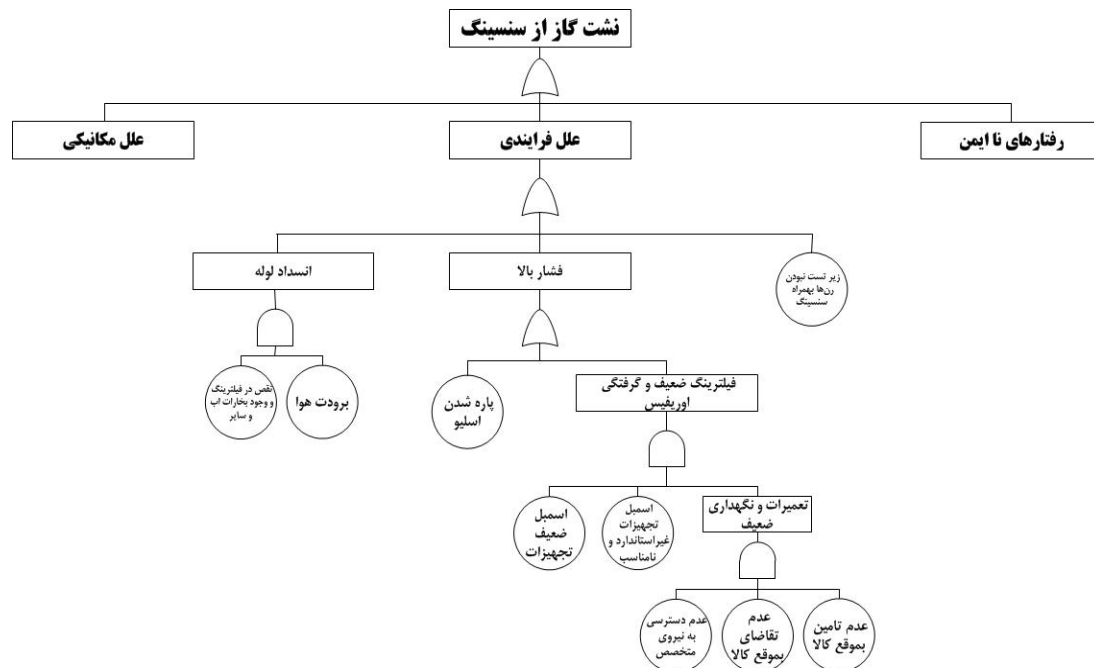 نشت گاز از سنسینگ
رفتارهای نا ایمن
علل فرایندی
علل مکانیکی
زیر تست نبودن
رن‌ها بهمراه
سنسینگ
فشار بالا
انسداد لوله
فیلترینگ ضعیف و گرفتگی
اوریفیس
پاره شدن
اسلیو
برودت هوا
نقص در فیلترینگ
و وجود بخارات اب
و سایر
تعمیرات و نگهداری
ضعیف
اسمبل
تجهیزات
غیراستاندارد و
نامناسب
اسمبل
ضعیف
تجهیزات
عدم تامین
بموقع کالا
عدم
تقاضای
بموقع کالا
عدم دسترسی
به نیروی
متخصص